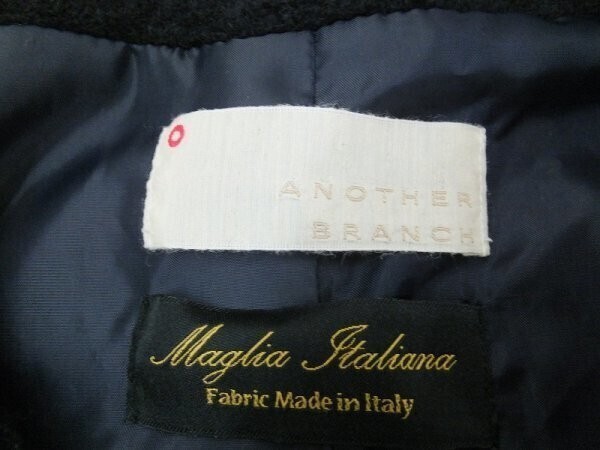 ANOTHER
BRANCH
Maglia Italiana
Fabric Made in Italy